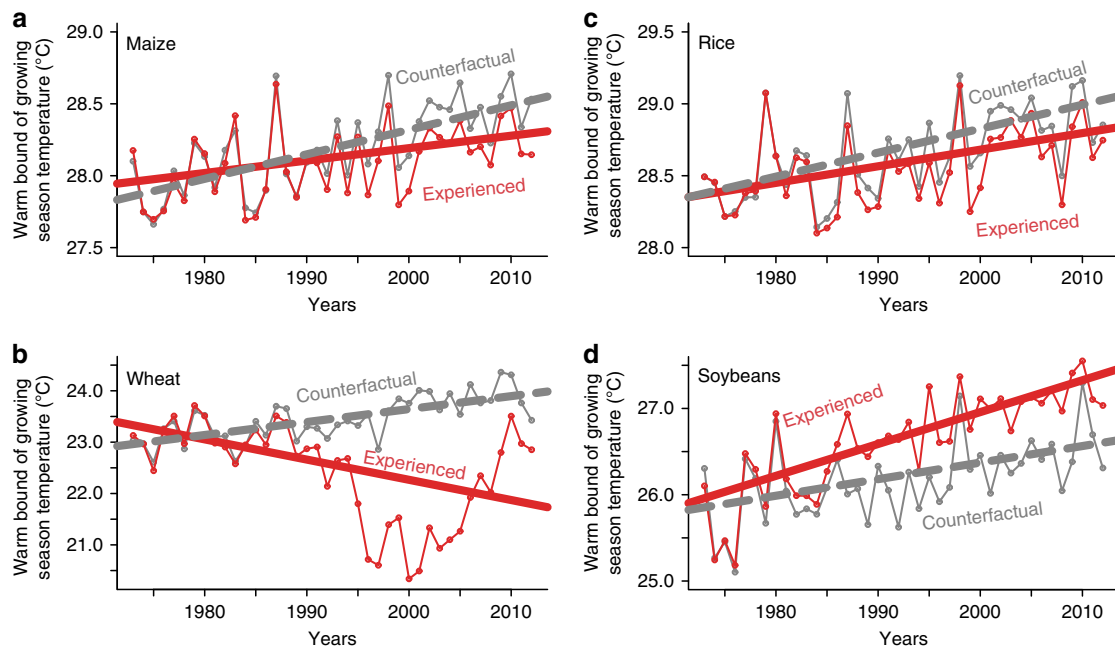 a
Maize
Warm bound of growing
season temperature (°C)
29.0
28.5
28.0
27.5
Counterfactual
Experienced
1980
1990
2000
2010
Years
c
Rice
Warm bound of growing
season temperature (°C)
29.5
29.0
28.5
28.0
Counterfactual
Experienced
1980
1990
2000
2010
Years
b
Wheat
Warm bound of growing
season temperature (°C)
24.0
23.0
22.0
21.0
Counterfactual
Experienced
1980
1990
2000
2010
Years
d
Soybeans
Warm bound of growing
season temperature (°C)
27.0
26.0
25.0
Experienced
Counterfactual
1980
1990
2000
2010
Years